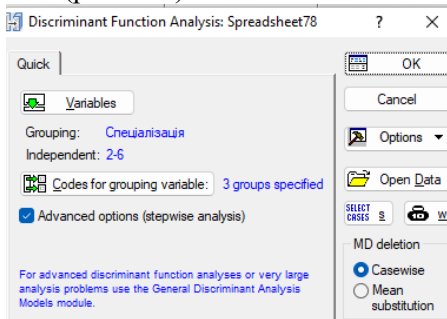 Discriminant Function Analysis: Spreadsheet78 ? ×
Quick
OK
Variables
Cancel
Grouping: Спеціалізація
Options
Independent: 2-6
Codes for grouping variable: 3 groups specified
Open Data
Advanced options (stepwise analysis)
SELECT CASES S W
MD deletion
For advanced discriminant function analyses or very large
analysis problems use the General Discriminant Analysis
Models module.
Casewise
Mean
substitution